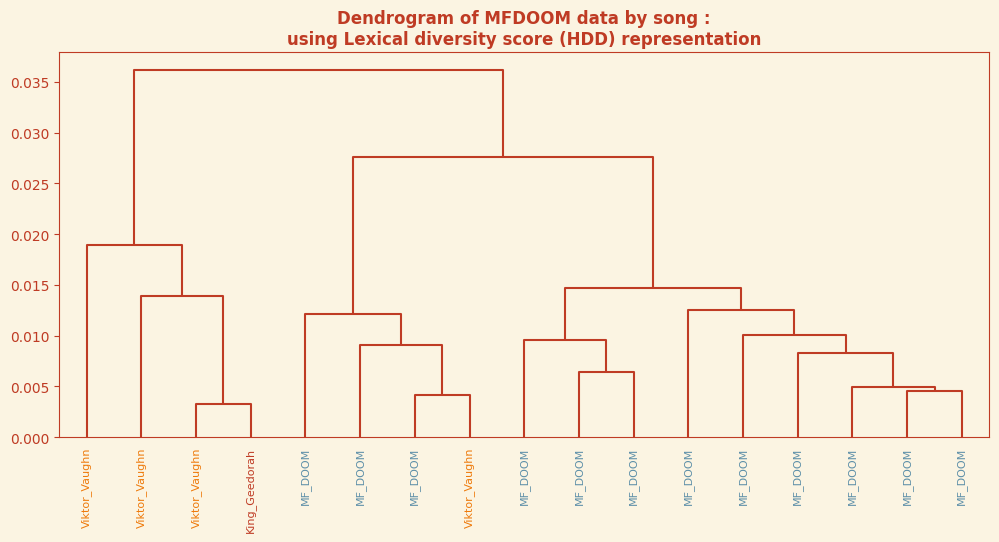 Dendrogram of MFDOOM data by song :
using Lexical diversity score (HDD) representation
0.035
0.030
0.025
0.020
0.015
0.010
0.005
0.000
Viktor_Vaughn
Viktor_Vaughn
Viktor_Vaughn
King_Geedorah
MF_DOOM
MF_DOOM
MF_DOOM
Viktor_Vaughn
MF_DOOM
MF_DOOM
MF_DOOM
MF_DOOM
MF_DOOM
MF_DOOM
MF_DOOM
MF_DOOM
MF_DOOM